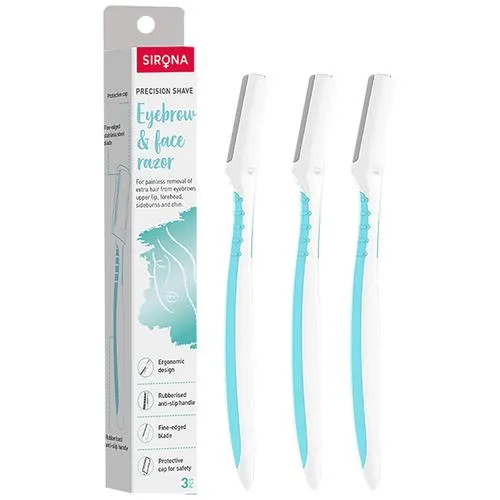 SIRONA
PRECISION SHAVE
Eyebrow
& face
razor
For painless removal of
extra hair from eyebrows
upper lip, forehead,
sideburns and chin.
Ergonomic
design
Rubberised
anti-slip handle
Fine-edged
blade
Protective
cap for safety
3
Protective cap
Fine-edged
stainless steel
blade
Rubberised
anti-slip handle